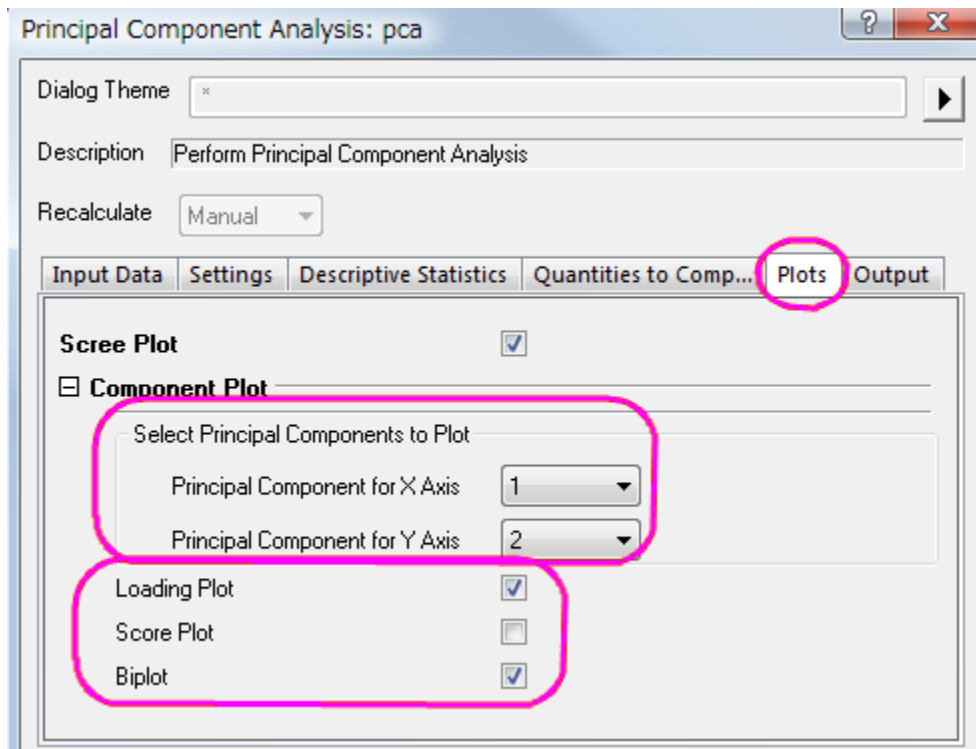 Principal Component Analysis: pca
Dialog Theme *
Description Perform Principal Component Analysis
Recalculate Manual
Input Data Settings Descriptive Statistics Quantities to Comp... Plots Output
Scree Plot
Component Plot
Select Principal Components to Plot
Principal Component for X Axis 1
Principal Component for Y Axis 2
Loading Plot
Score Plot
Biplot